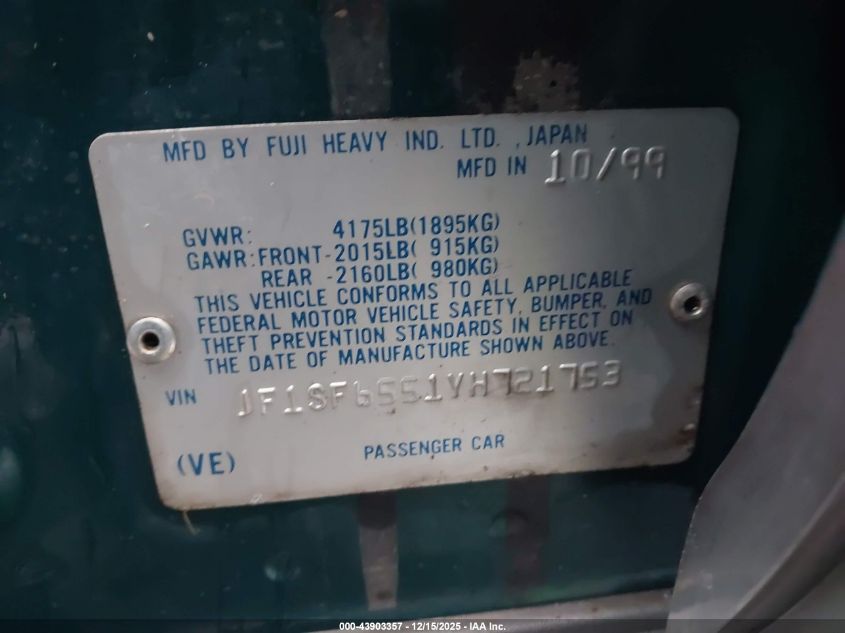 MFD BY FUJI HEAVY IND. LTD. , JAPAN
MFD IN 10/99
GVWR: 4175LB(1895KG)
GAWR:FRONT-2015LB( 915KG)
REAR -2160LB( 980KG)
THIS VEHICLE CONFORMS TO ALL APPLICABLE
FEDERAL MOTOR VEHICLE SAFETY, BUMPER, AND
THEFT PREVENTION STANDARDS IN EFFECT ON
THE DATE OF MANUFACTURE SHOWN ABOVE.
VIN JF1SF6551YH721753
(VE) PASSENGER CAR
000-43903357 - 12/15/2025 - IAA Inc.